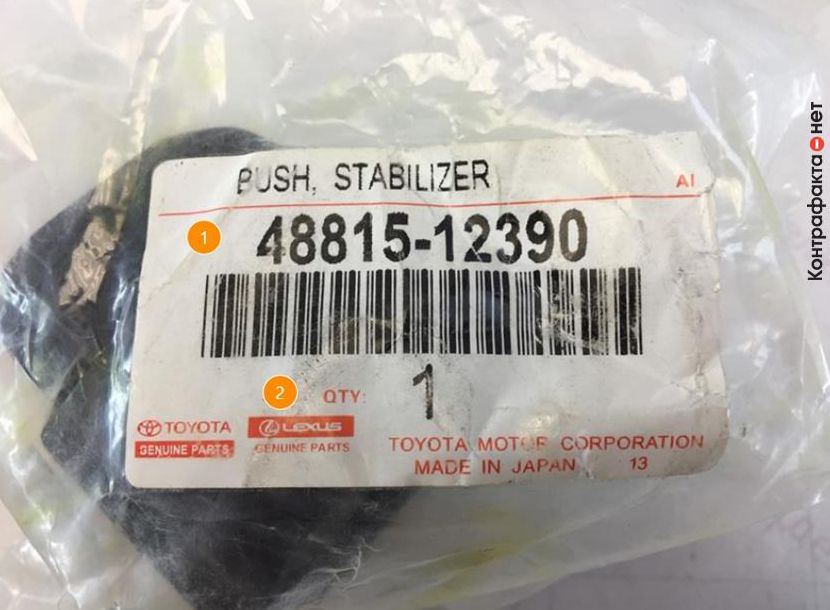 BUSH, STABILIZER
AI
1
48815-12390
2
QTY: 1
TOYOTA
LEXUS
GENUINE PARTS
GENUINE PARTS
TOYOTA MOTOR CORPORATION
MADE IN JAPAN 13
Контрафакта нет